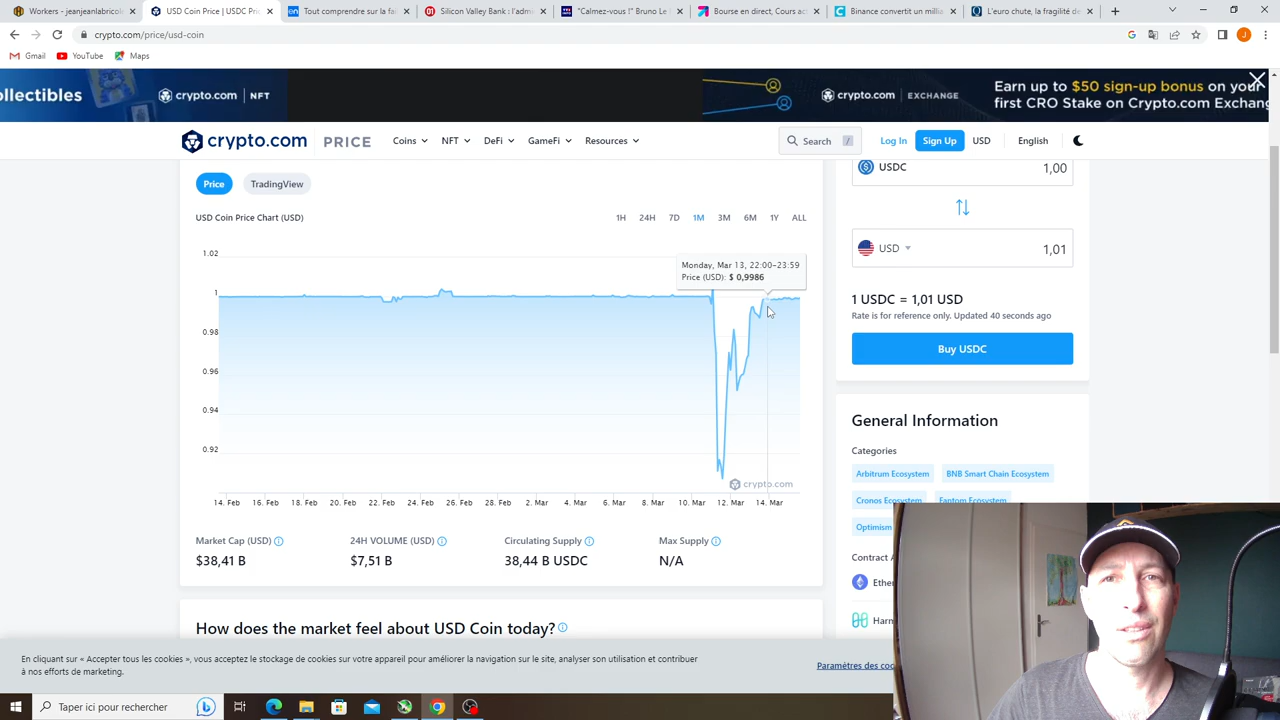 Workers - jeanjeanlabricol
USD Coin Price | USDC Pric
Tout comprendre sur la fai
Silicon Valley Bank : l'admi
"Calmez-vous !" Bruno Le
Bourse en direct, Cours ac
Binance convertit un millia
L'euro chute, la fragilité de
crypto.com/price/usd-coin
J
Gmail
YouTube
Maps
ollectibles
crypto.com | NFT
crypto.com | EXCHANGE
Earn up to $50 sign-up bonus on your
first CRO Stake on Crypto.com Exchang
crypto.com
PRICE
Coins
NFT
DeFi
GameFi
Resources
Search
/
Log In
Sign Up
USD
English
Price
TradingView
USDC
1,00
USD Coin Price Chart (USD)
1H
24H
7D
1M
3M
6M
1Y
ALL
USD
1,01
1.02
1
0.98
0.96
0.94
0.92
Monday, Mar 13, 22:00-23:59
Price (USD): $ 0,9986
crypto.com
14. Feb
16. Feb
18. Feb
20. Feb
22. Feb
24. Feb
26. Feb
2. Mar
4. Mar
6. Mar
8. Mar
10. Mar
12. Mar
14. Mar
1 USDC = 1,01 USD
Rate is for reference only. Updated 40 seconds ago
Buy USDC
General Information
Categories
Arbitrum Ecosystem
BNB Smart Chain Ecosystem
Cronos Ecosystem
Fantom Ecosystem
Optimism
Contract A
Ether
Harm
Market Cap (USD)
$38,41 B
24H VOLUME (USD)
$7,51 B
Circulating Supply
38,44 B USDC
Max Supply
N/A
How does the market feel about USD Coin today?
En cliquant sur « Accepter tous les cookies », vous acceptez le stockage de cookies sur votre appareil pour améliorer la navigation sur le site, analyser son utilisation et contribuer
à nos efforts de marketing.
Paramètres des coo
Taper ici pour rechercher